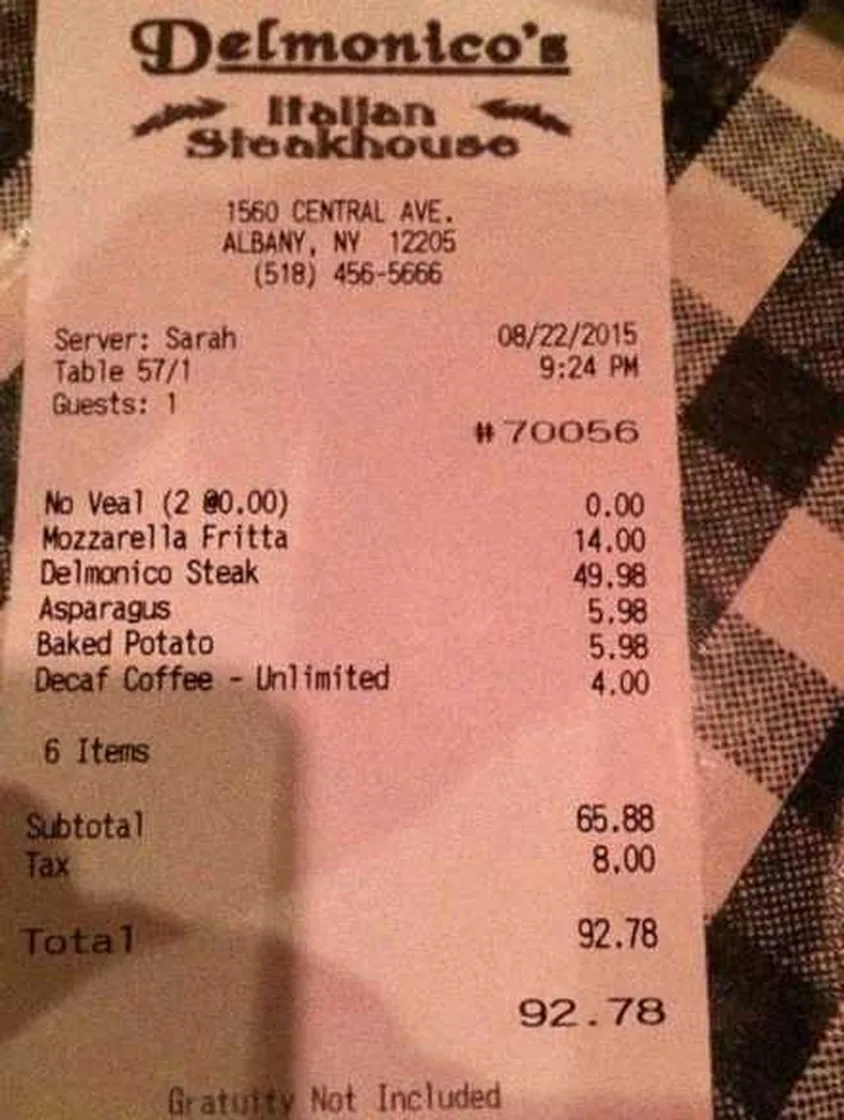 Delmonico's
Italian
Steakhouse
1560 CENTRAL AVE.
ALBANY, NY 12205
(518) 456-5666
Server: Sarah 08/22/2015
Table 57/1 9:24 PM
Guests: 1
#70056
No Veal (2 @0.00) 0.00
Mozzarella Fritta 14.00
Delmonico Steak 49.98
Asparagus 5.98
Baked Potato 5.98
Decaf Coffee - Unlimited 4.00
6 Items
Subtotal 65.88
Tax 8.00
Total 92.78
92.78
Gratuity Not Included